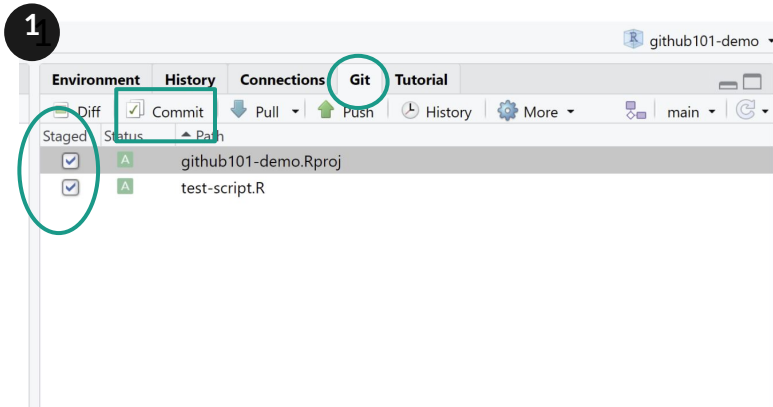 1
R github101-demo
Environment History Connections Git Tutorial
Diff Commit Pull Push History More main
Staged Status Path
A github101-demo.Rproj
A test-script.R